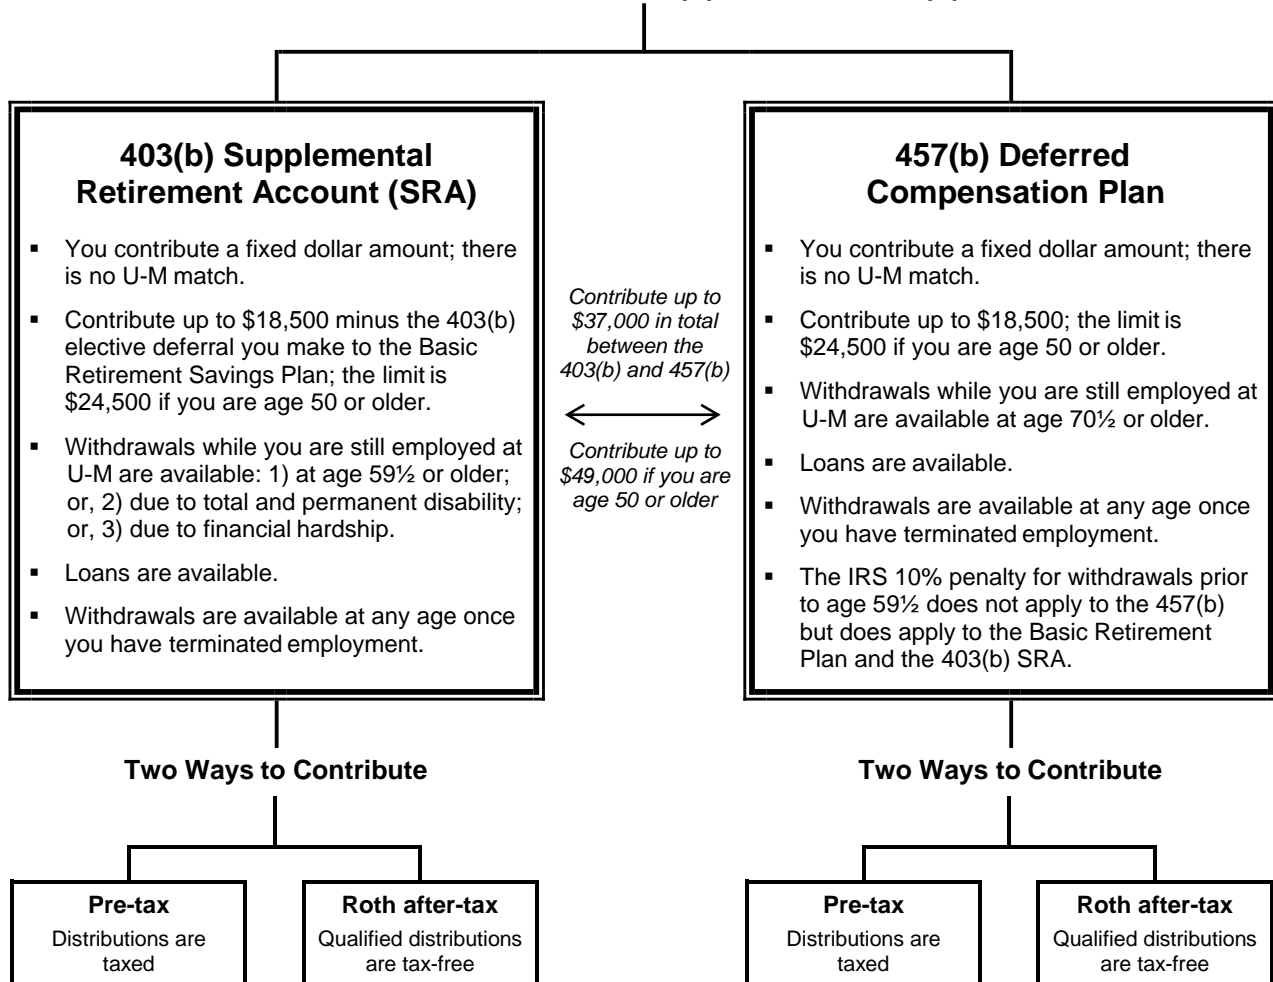 403(b) Supplemental
Retirement Account (SRA)
▪ You contribute a fixed dollar amount; there
is no U-M match.
▪ Contribute up to $18,500 minus the 403(b)
elective deferral you make to the Basic
Retirement Savings Plan; the limit is
$24,500 if you are age 50 or older.
▪ Withdrawals while you are still employed at
U-M are available: 1) at age 59½ or older;
or, 2) due to total and permanent disability;
or, 3) due to financial hardship.
▪ Loans are available.
▪ Withdrawals are available at any age once
you have terminated employment.
Contribute up to
$37,000 in total
between the
403(b) and 457(b)
Contribute up to
$49,000 if you are
age 50 or older
457(b) Deferred
Compensation Plan
▪ You contribute a fixed dollar amount; there
is no U-M match.
▪ Contribute up to $18,500; the limit is
$24,500 if you are age 50 or older.
▪ Withdrawals while you are still employed at
U-M are available at age 70½ or older.
▪ Loans are available.
▪ Withdrawals are available at any age once
you have terminated employment.
▪ The IRS 10% penalty for withdrawals prior
to age 59½ does not apply to the 457(b)
but does apply to the Basic Retirement
Plan and the 403(b) SRA.
Two Ways to Contribute
Two Ways to Contribute
Pre-tax
Distributions are
taxed
Roth after-tax
Qualified distributions
are tax-free
Pre-tax
Distributions are
taxed
Roth after-tax
Qualified distributions
are tax-free